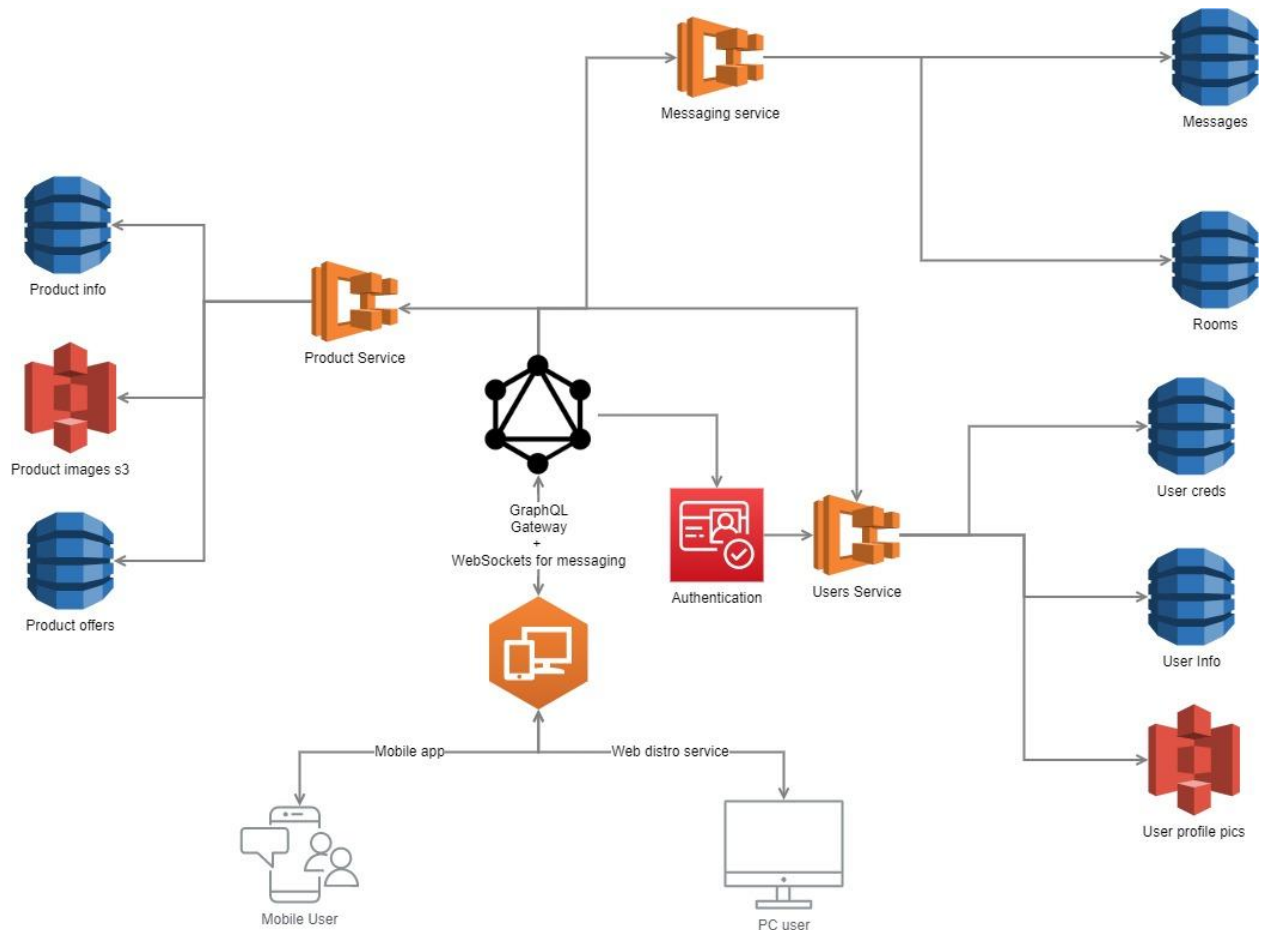 Messaging service
Messages
Product info
Rooms
Product Service
Product images s3
User creds
GraphQL
Gateway
+
WebSockets for messaging
Authentication
Users Service
Product offers
User Info
Mobile app
Web distro service
User profile pics
Mobile User
PC user